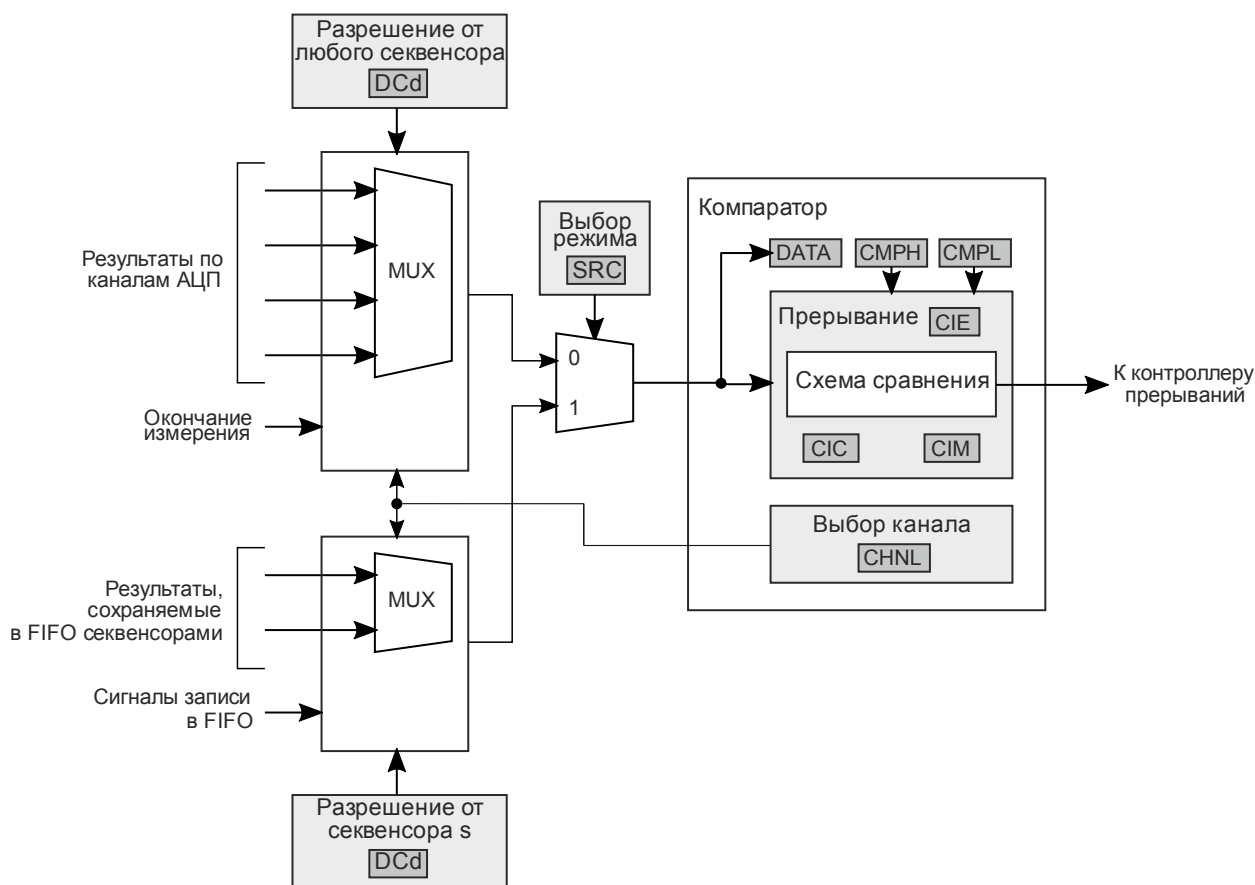 Разрешение от
любого секвенсора
DCd
Результаты по
каналам АЦП
MUX
Окончание
измерения
Выбор
режима
SRC
0
1
Компаратор
DATA
CMPH
CMPL
Прерывание
CIE
Схема сравнения
CIC
CIM
К контроллеру
прерываний
Выбор канала
CHNL
Результаты,
сохраняемые
в FIFO секвенсорами
MUX
Сигналы записи
в FIFO
Разрешение от
секвенсора s
DCd